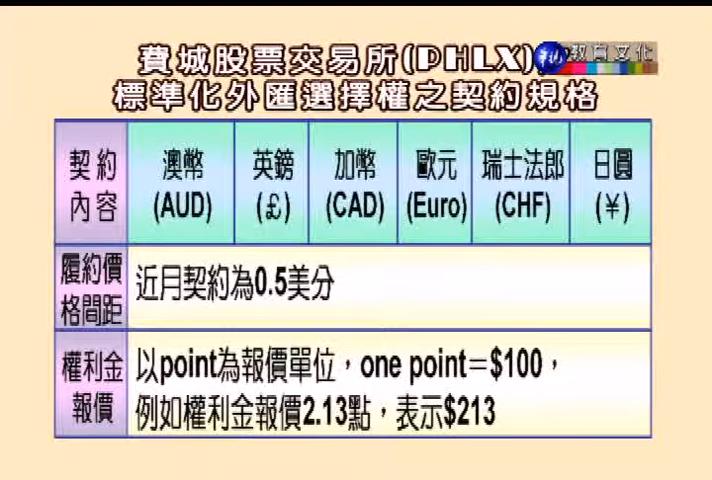 費城股票交易所(PHLX)
教育文化
標準化外匯選擇權之契約規格
契約內容
澳幣
(AUD)
英鎊
(£)
加幣
(CAD)
歐元
(Euro)
瑞士法郎
(CHF)
日圓
(¥)
履約價
格間距
近月契約為0.5美分
權利金
報價
以point為報價單位，one point＝$100，
例如權利金報價2.13點，表示$213